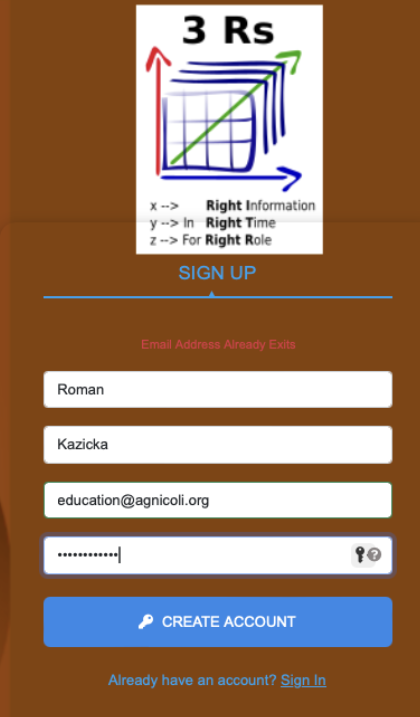 3 Rs
x --> Right Information
y --> In Right Time
z --> For Right Role
SIGN UP
Email Address Already Exits
Roman
Kazicka
education@agnicoli.org
••••••••••••
CREATE ACCOUNT
Already have an account? Sign In